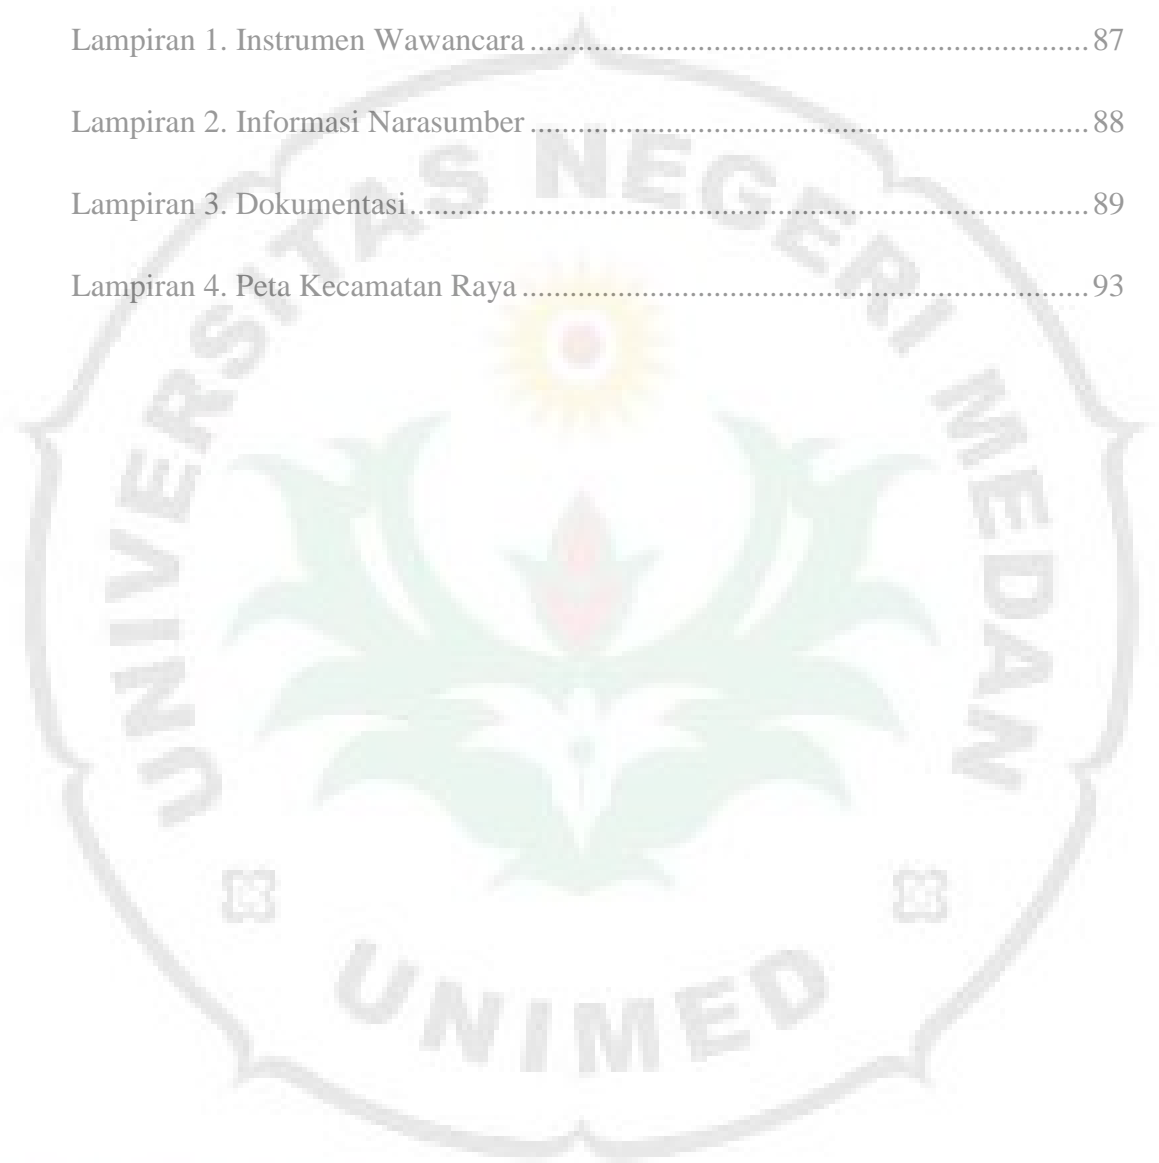 Lampiran 1. Instrumen Wawancara ........................................................................ 87
Lampiran 2. Informasi Narasumber ........................................................................ 88
Lampiran 3. Dokumentasi ........................................................................................ 89
Lampiran 4. Peta Kecamatan Raya ........................................................................ 93
UNIVERSITAS NEGERI MEDAN
UNIMED